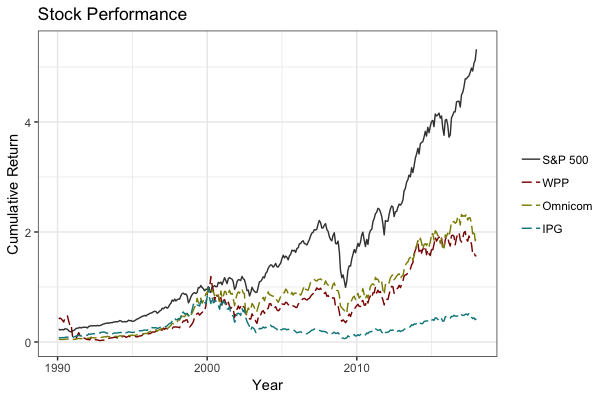 Stock Performance
Cumulative Return
4
2
0
1990
2000
2010
Year
S&P 500
WPP
Omnicom
IPG